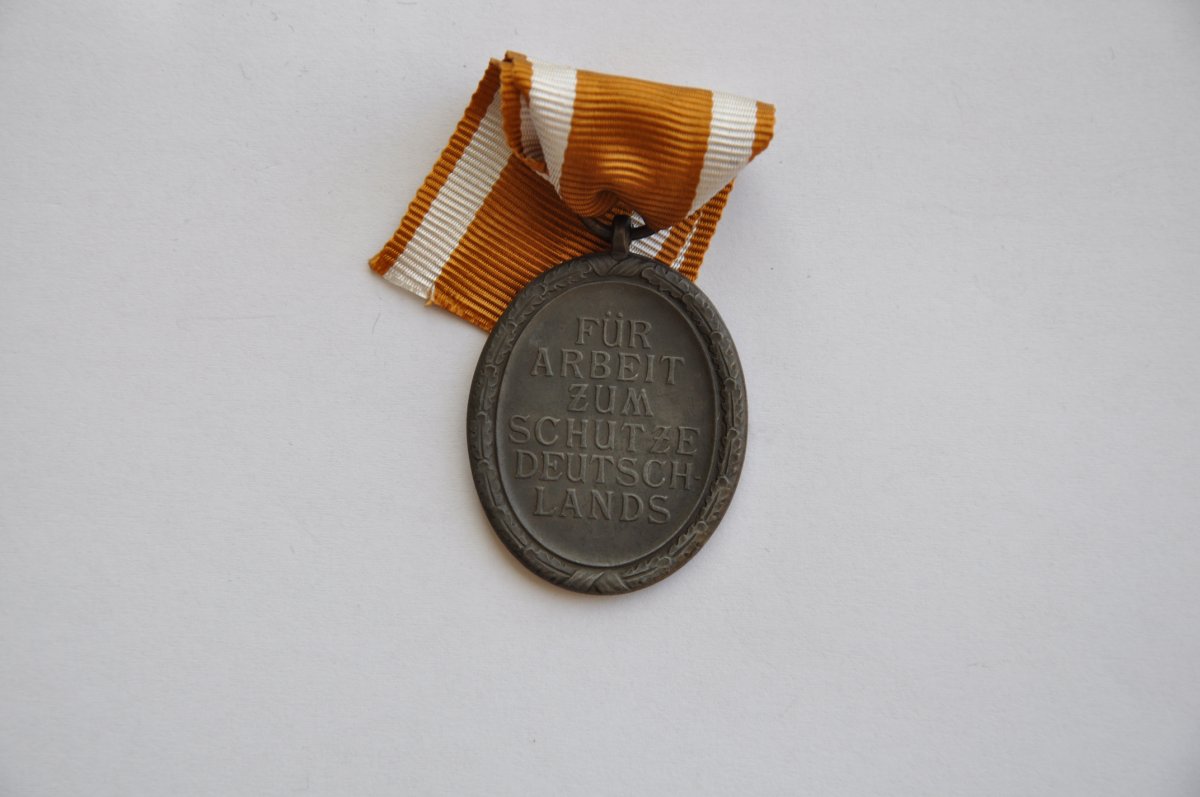 FÜR
ARBEIT
ZUM
SCHUTZE
DEUTSCH-
LANDS